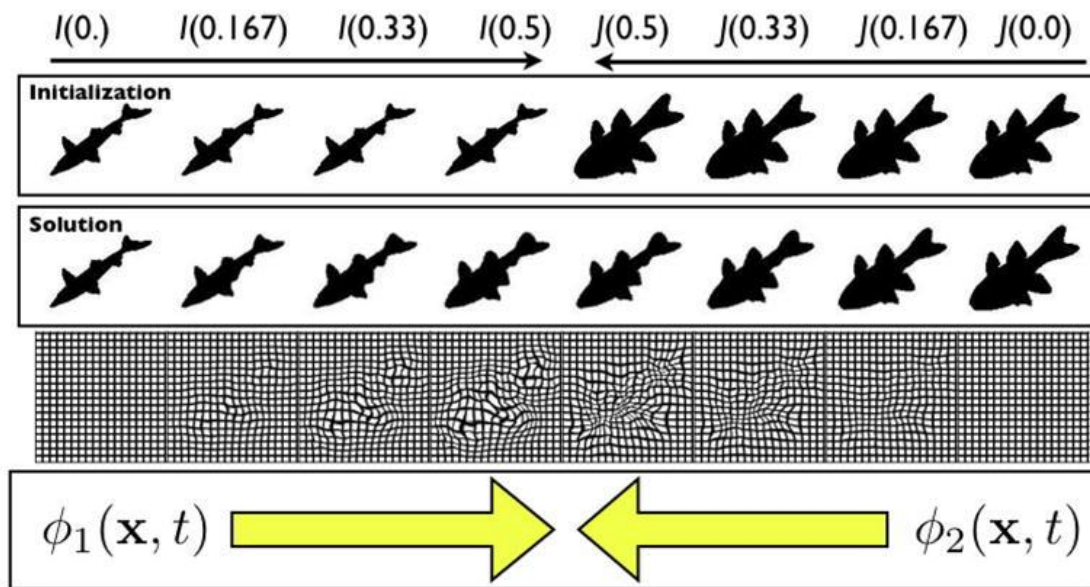 I(0.) I(0.167) I(0.33) I(0.5) J(0.5) J(0.33) J(0.167) J(0.0)
Initialization
Solution
ϕ₁(x, t) ϕ₂(x, t)